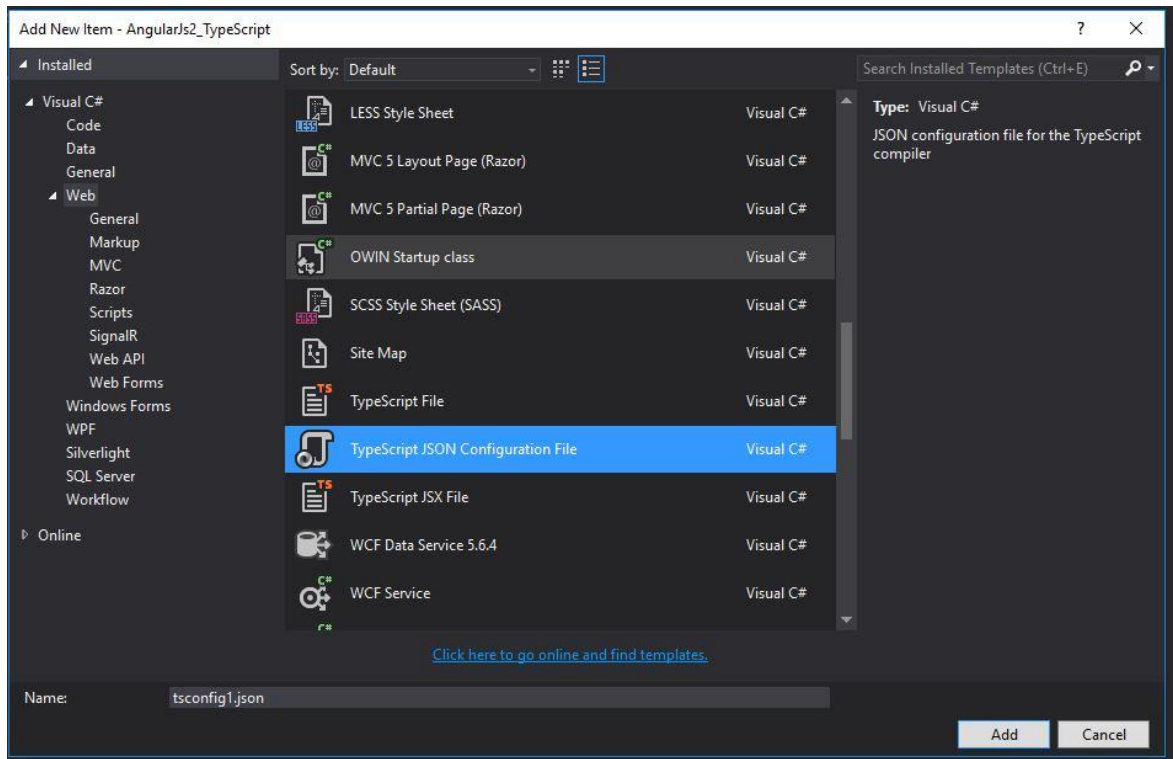 Add New Item - AngularJs2_TypeScript
?
Installed
Sort by: Default
Search Installed Templates (Ctrl+E)
Visual C#
Code
Data
General
Web
General
Markup
MVC
Razor
Scripts
SignalR
Web API
Web Forms
Windows Forms
WPF
Silverlight
SQL Server
Workflow
Online
LESS
LESS Style Sheet Visual C#
C#
@
MVC 5 Layout Page (Razor) Visual C#
C#
@
MVC 5 Partial Page (Razor) Visual C#
C#
OWIN Startup class Visual C#
SASS
SCSS Style Sheet (SASS) Visual C#
Site Map Visual C#
TS
TypeScript File Visual C#
TypeScript JSON Configuration File Visual C#
TS
TypeScript JSX File Visual C#
WCF Data Service 5.6.4 Visual C#
C#
WCF Service Visual C#
C#
Type: Visual C#
JSON configuration file for the TypeScript
compiler
Click here to go online and find templates.
Name: tsconfig1.json
Add Cancel